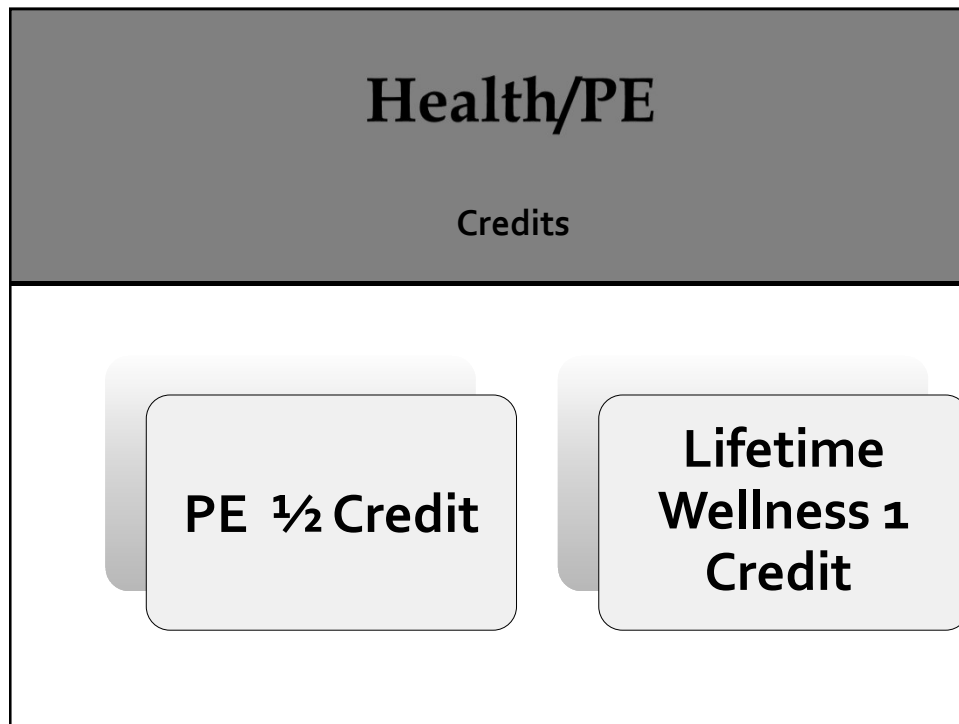 Health/PE
Credits
PE ½ Credit
Lifetime
Wellness 1
Credit